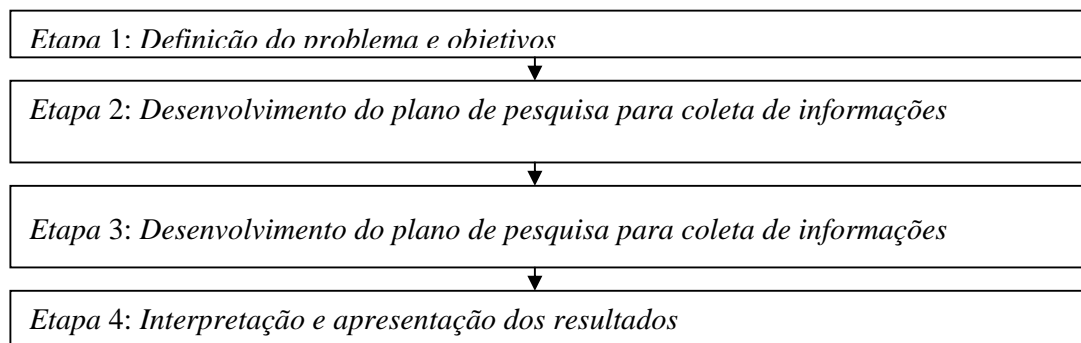 Etapa 1: Definição do problema e objetivos
Etapa 2: Desenvolvimento do plano de pesquisa para coleta de informações
Etapa 3: Desenvolvimento do plano de pesquisa para coleta de informações
Etapa 4: Interpretação e apresentação dos resultados